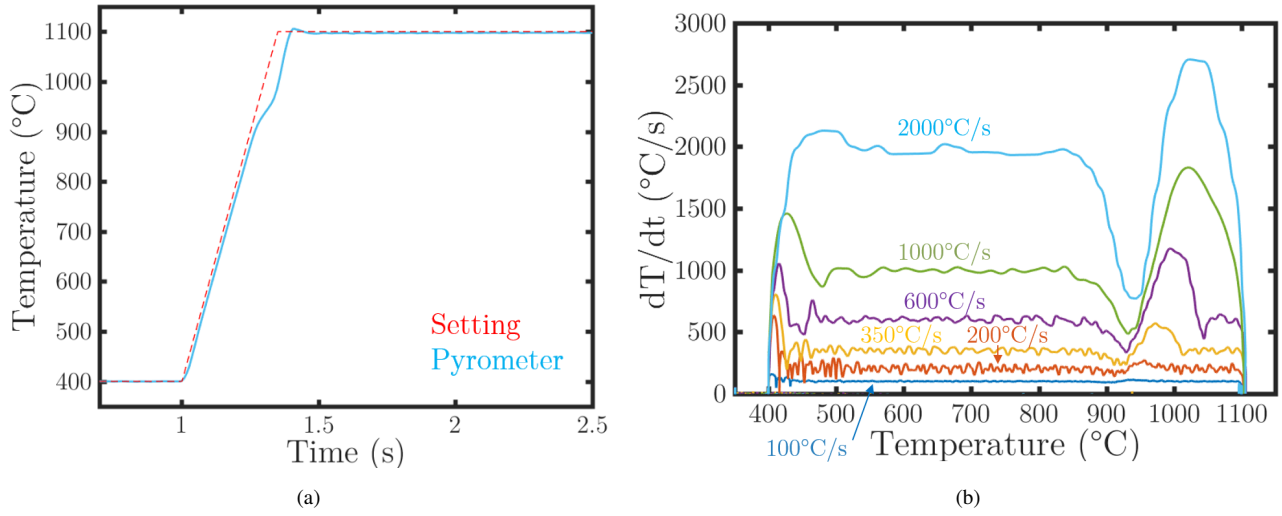 1100
1000
900
800
700
600
500
400
Temperature (°C)
Setting
Pyrometer
1
1.5
2
2.5
Time (s)
(a)
3000
2500
2000
1500
1000
500
0
dT/dt (°C/s)
2000°C/s
1000°C/s
600°C/s
350°C/s
200°C/s
100°C/s
400
500
600
700
800
900
1000
1100
Temperature (°C)
(b)